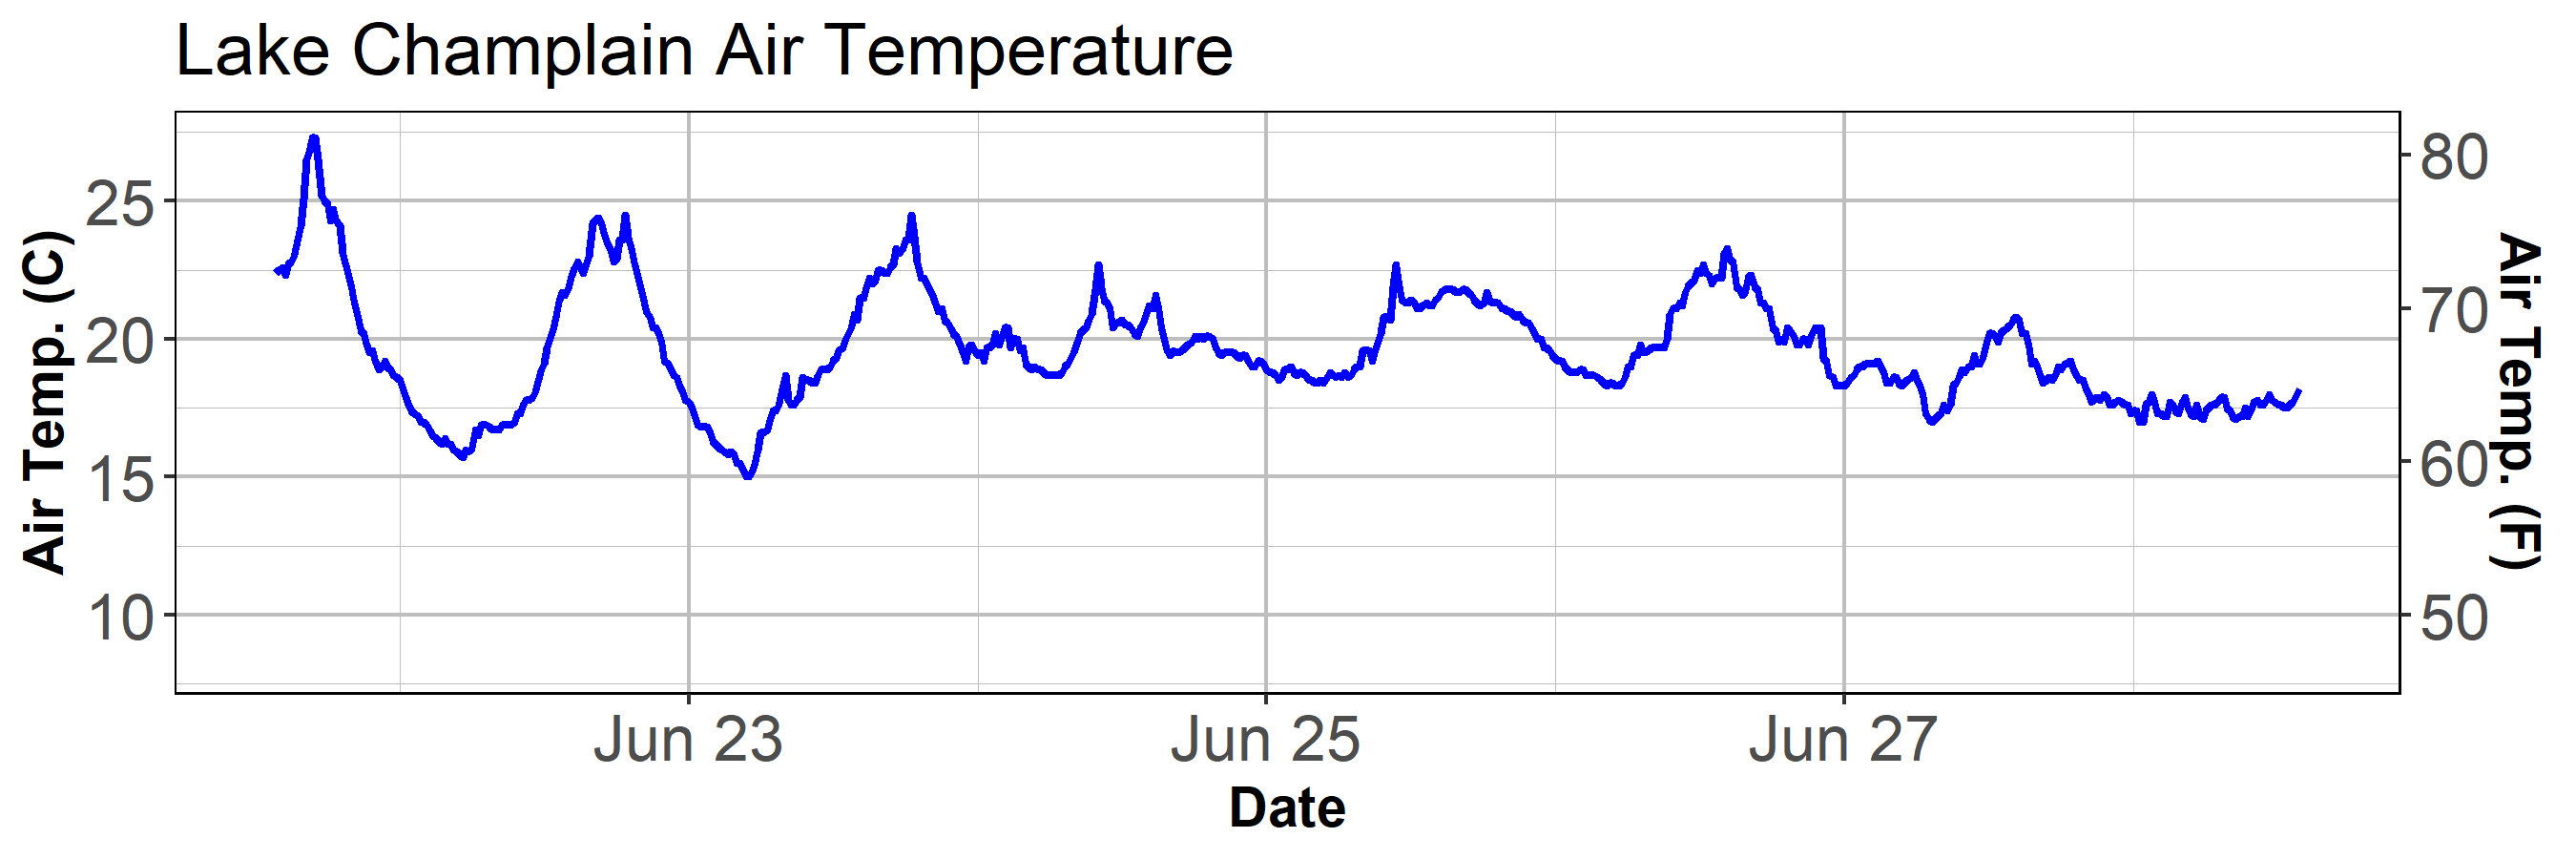 Lake Champlain Air Temperature
Air Temp. (C)
25
20
15
10
80
70
60
50
Air Temp. (F)
Jun 23
Jun 25
Jun 27
Date